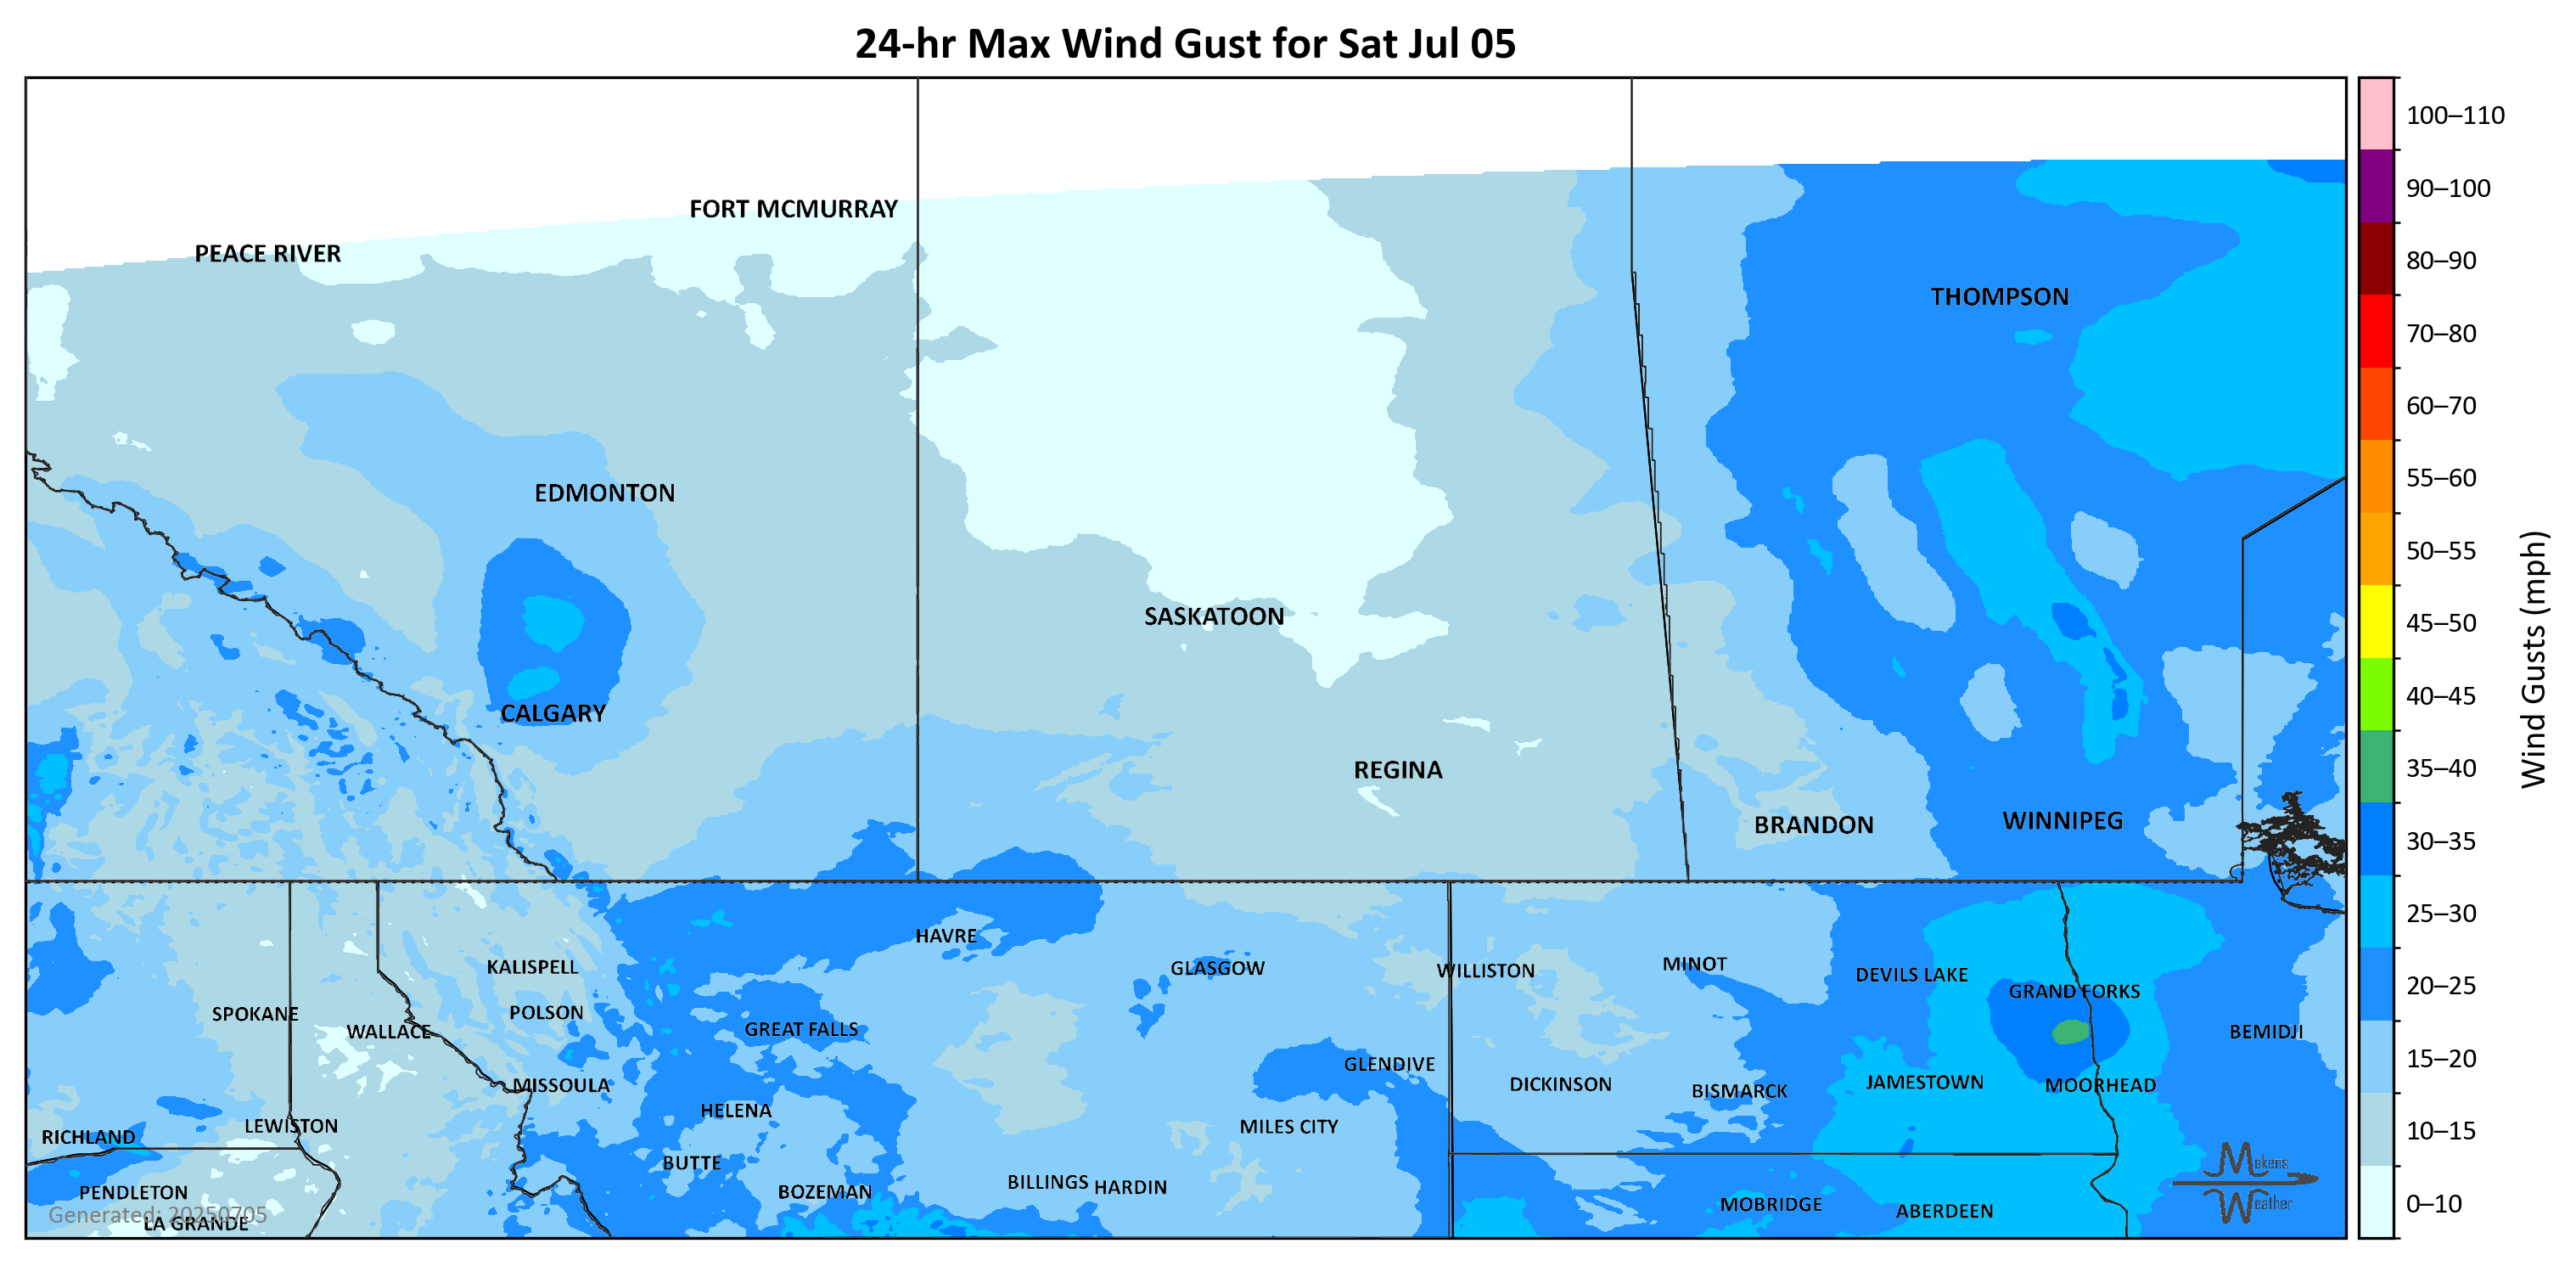 24-hr Max Wind Gust for Sat Jul 05
100–110
90–100
80–90
70–80
60–70
55–60
50–55
45–50
40–45
35–40
30–35
25–30
20–25
15–20
10–15
0–10
Wind Gusts (mph)
FORT MCMURRAY
PEACE RIVER
THOMPSON
EDMONTON
SASKATOON
CALGARY
REGINA
BRANDON
WINNIPEG
HAVRE
KALISPELL
GLASGOW
WILLISTON
MINOT
DEVILS LAKE
GRAND FORKS
SPOKANE
POLSON
WALLACE
GREAT FALLS
BEMIDJI
GLENDIVE
MISSOULA
DICKINSON
BISMARCK
JAMESTOWN
MOORHEAD
HELENA
LEWISTON
MILES CITY
RICHLAND
BUTTE
BILLINGS
HARDIN
PENDLETON
BOZEMAN
MOBRIDGE
ABERDEEN
Generated: 20250705
LA GRANDE
Makens
Weather